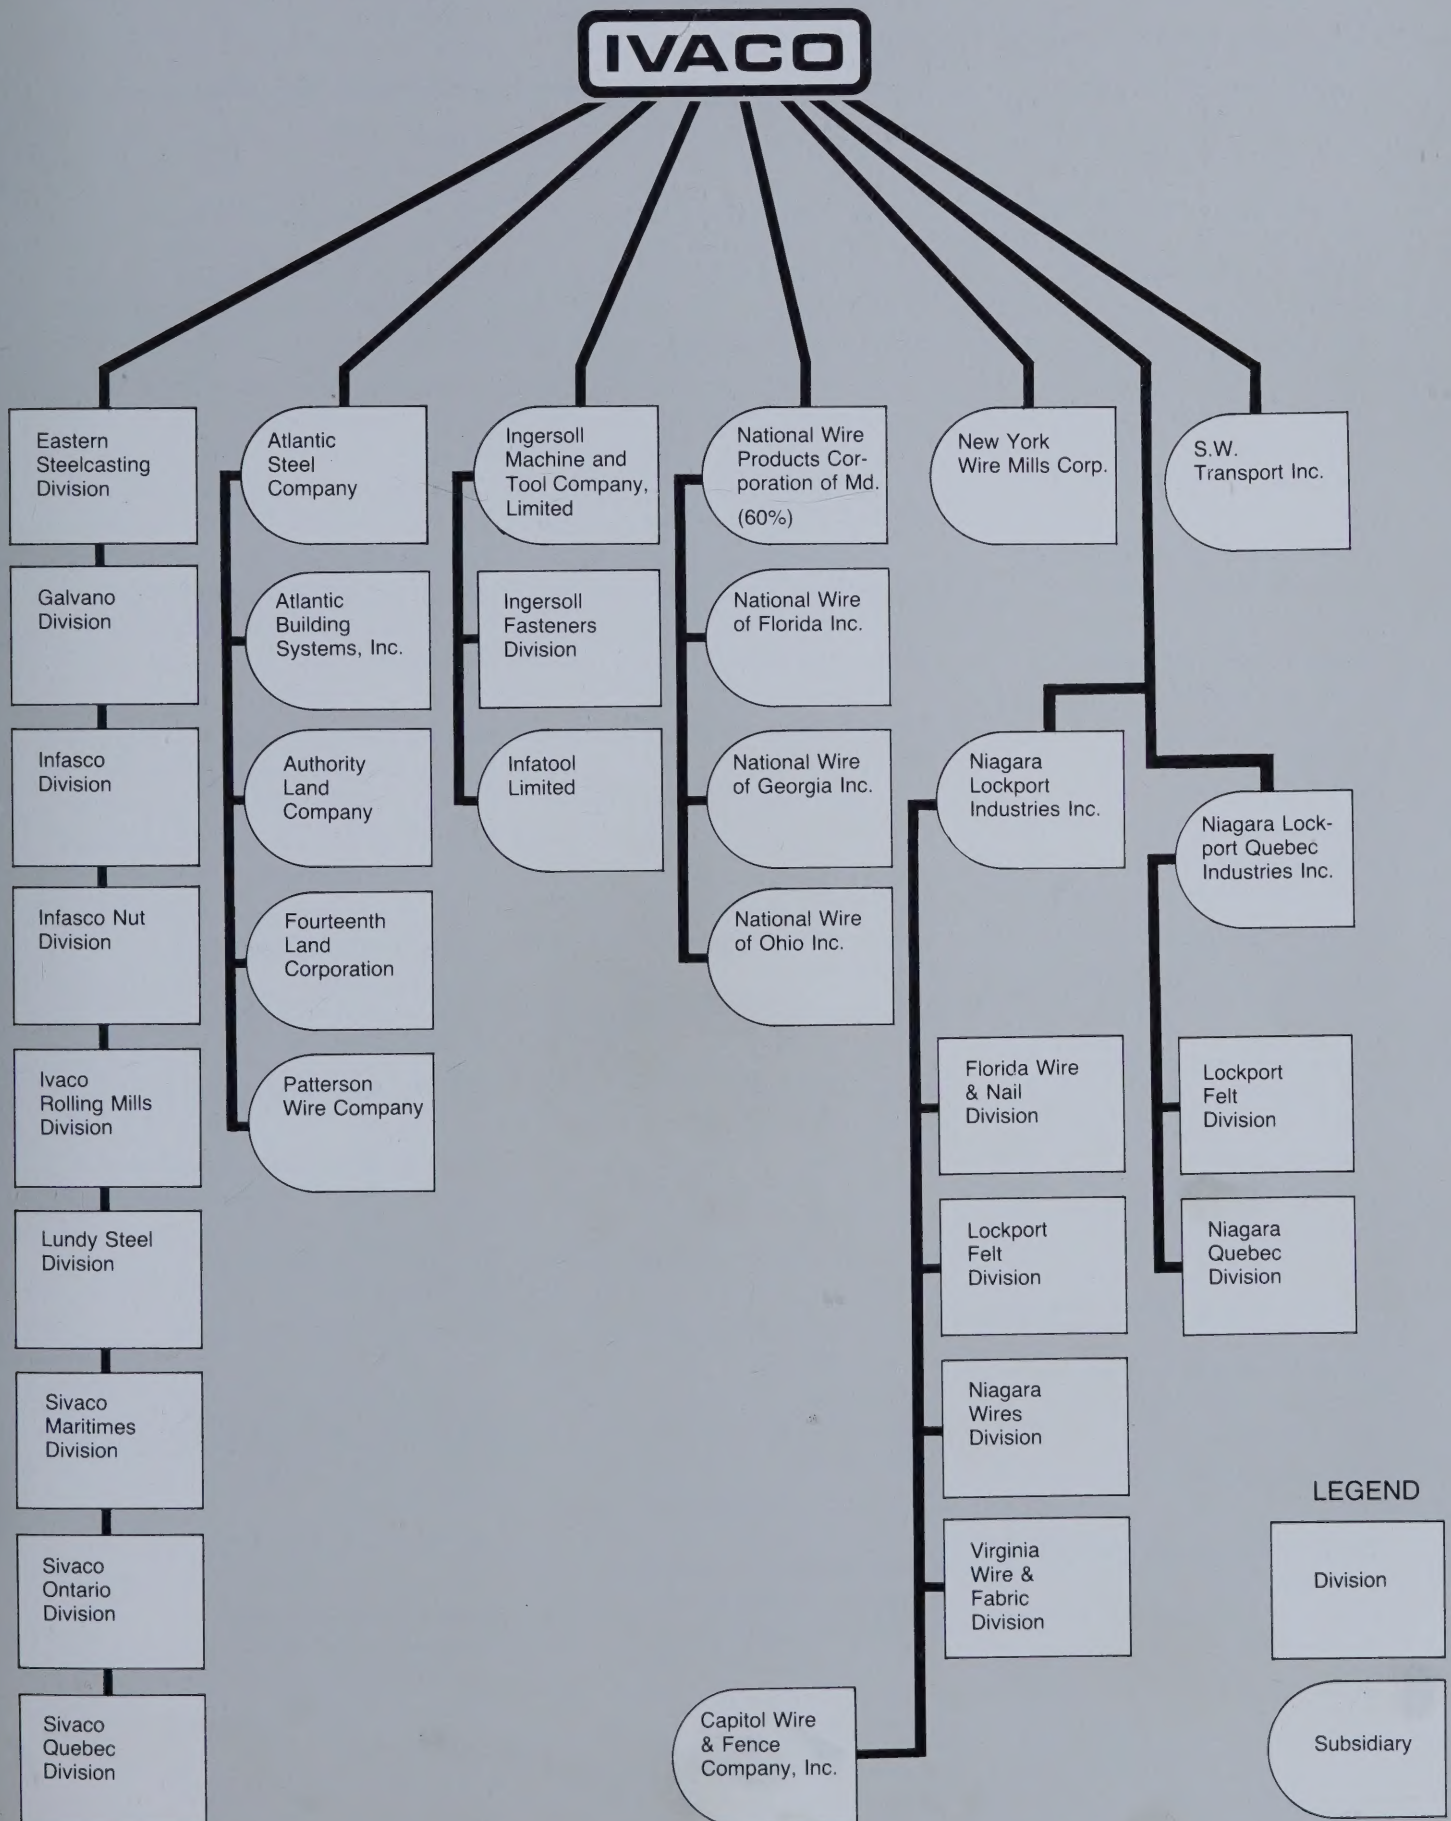 IVACO
Eastern
Steelcasting
Division
Galvano
Division
Infasco
Division
Infasco Nut
Division
Ivaco
Rolling Mills
Division
Lundy Steel
Division
Sivaco
Maritimes
Division
Sivaco
Ontario
Division
Sivaco
Quebec
Division
Atlantic
Steel
Company
Atlantic
Building
Systems, Inc.
Authority
Land
Company
Fourteenth
Land
Corporation
Patterson
Wire Company
Ingersoll
Machine and
Tool Company,
Limited
Ingersoll
Fasteners
Division
Infatool
Limited
National Wire
Products Cor-
poration of Md.
(60%)
National Wire
of Florida Inc.
National Wire
of Georgia Inc.
National Wire
of Ohio Inc.
New York
Wire Mills Corp.
Niagara
Lockport
Industries Inc.
Florida Wire
& Nail
Division
Lockport
Felt
Division
Niagara
Wires
Division
Virginia
Wire &
Fabric
Division
Capitol Wire
& Fence
Company, Inc.
Niagara Lock-
port Quebec
Industries Inc.
Lockport
Felt
Division
Niagara
Quebec
Division
S.W.
Transport Inc.
LEGEND
Division
Subsidiary